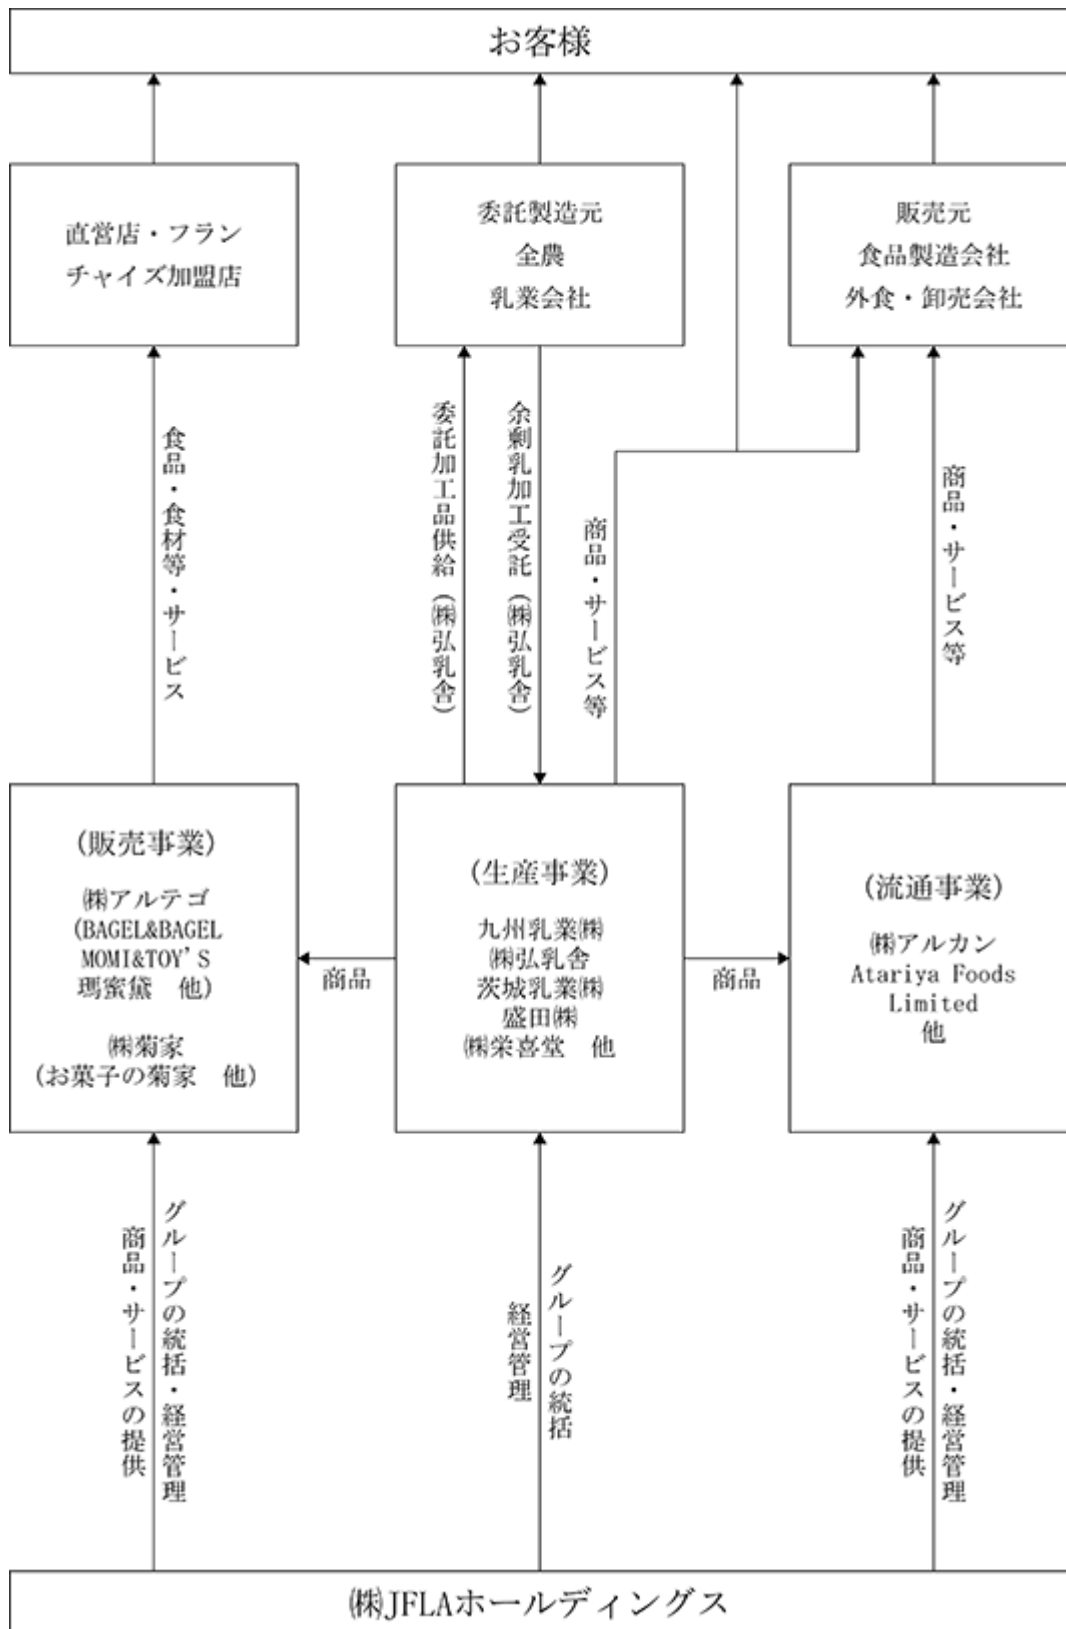 お客様
直営店・フラン
チャイズ加盟店
委託製造元
全農
乳業会社
販売元
食品製造会社
外食・卸売会社
食品・食材等・サービス
委託加工品供給（㈱弘乳舎）
余剰乳加工受託（㈱弘乳舎）
商品・サービス等
商品・サービス等
(販売事業)
㈱アルテゴ
(BAGEL&BAGEL
MOMI&TOY'S
瑪蜜黛　他)
㈱菊家
(お菓子の菊家　他)
商品
(生産事業)
九州乳業㈱
㈱弘乳舎
茨城乳業㈱
盛田㈱
㈱栄喜堂　他
商品
(流通事業)
㈱アルカン
Atariya Foods
Limited
他
グループの統括・経営管理
商品・サービスの提供
グループの統括
経営管理
グループの統括・経営管理
商品・サービスの提供
㈱JFLAホールディングス